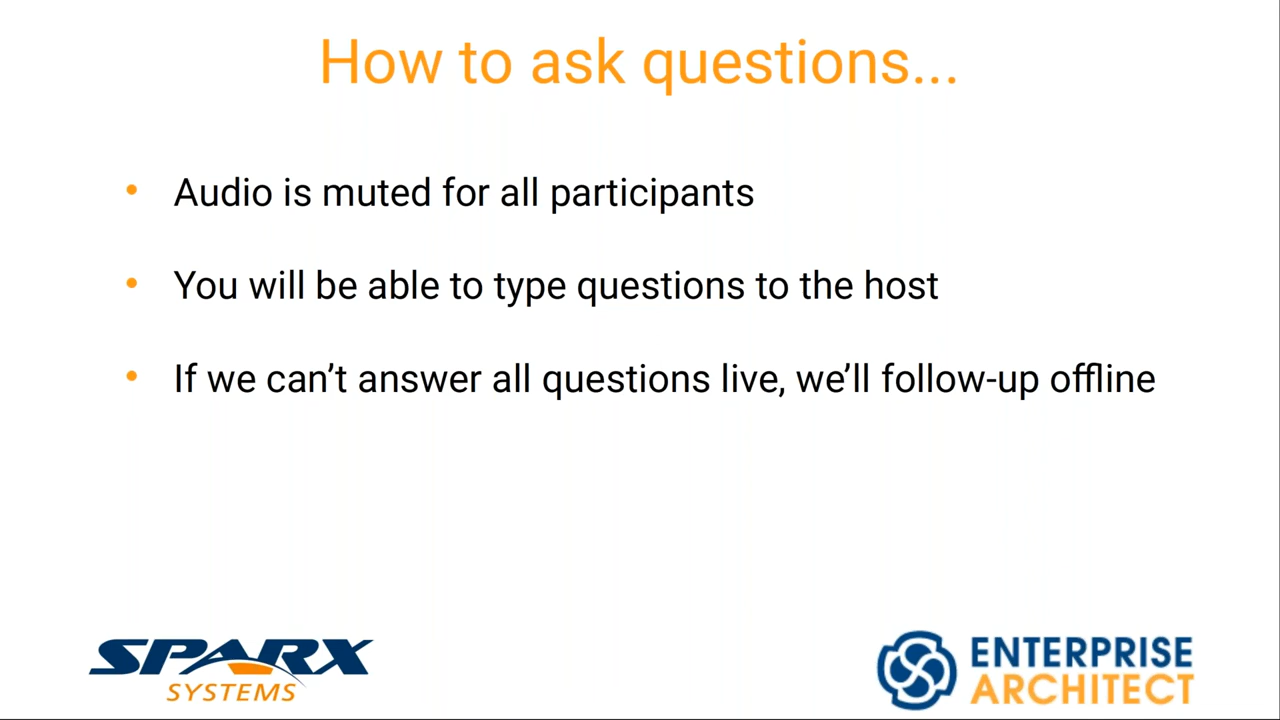 How to ask questions...
• Audio is muted for all participants
• You will be able to type questions to the host
• If we can’t answer all questions live, we’ll follow-up offline
SPARX
SYSTEMS
ENTERPRISE
ARCHITECT